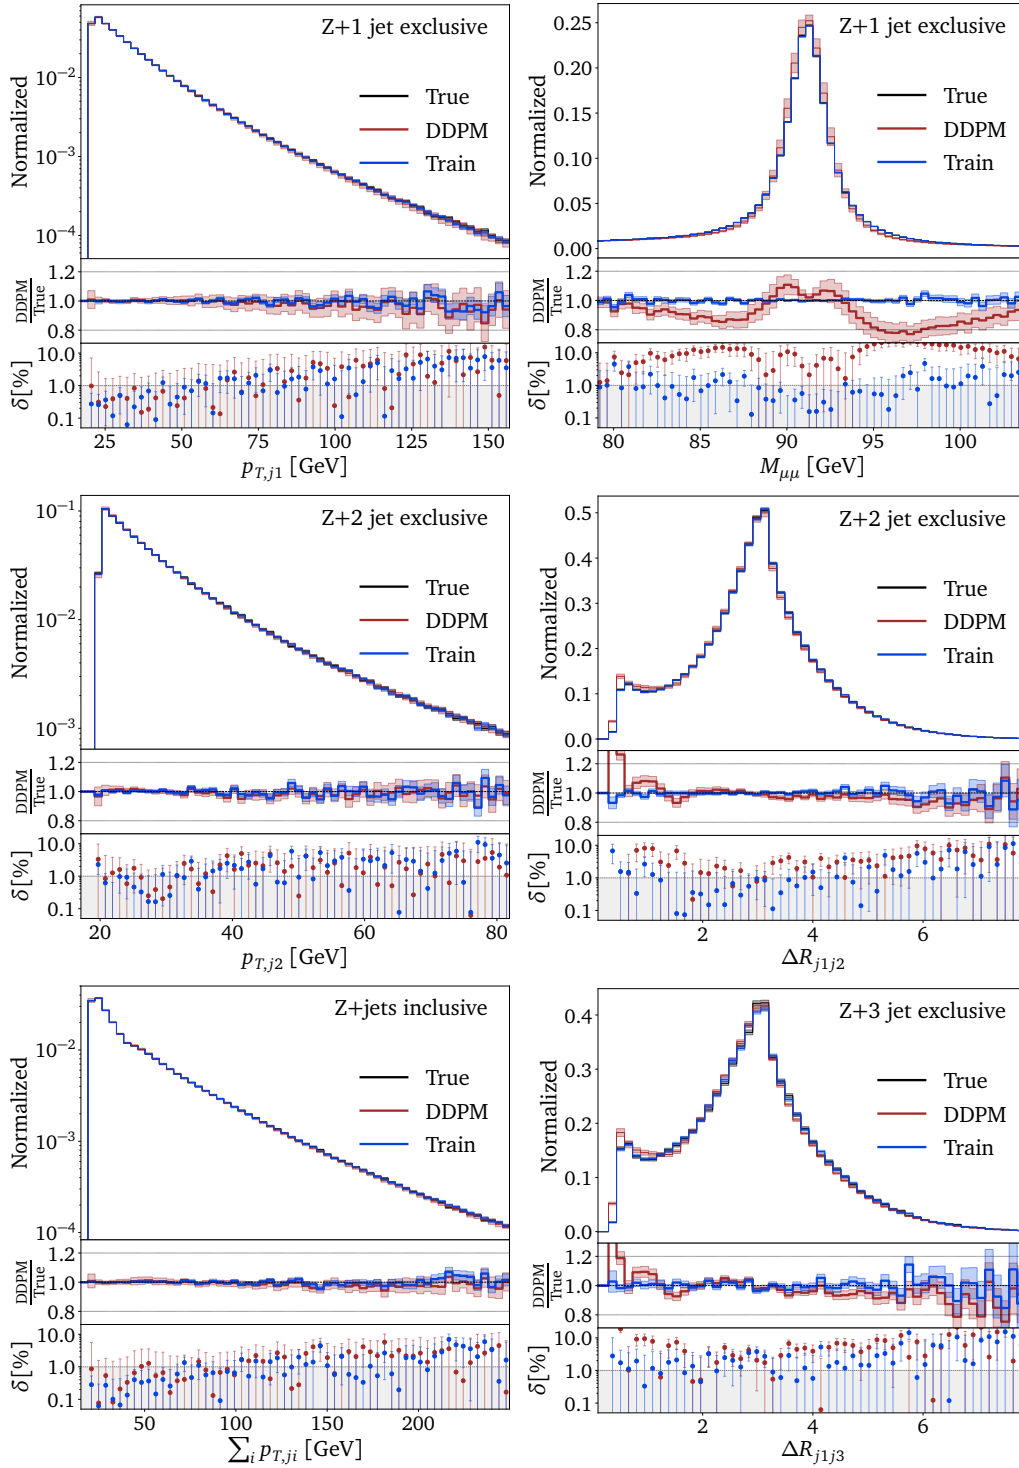 Z+1 jet exclusive
Normalized
True
DDPM
Train
10^{-2}
10^{-3}
10^{-4}
DDPM
True
1.2
1.0
0.8
δ[%]
10.0
1.0
0.1
25 50 75 100 125 150
p_{T,j1} [GeV]
Z+1 jet exclusive
Normalized
True
DDPM
Train
0.25
0.20
0.15
0.10
0.05
0.00
DDPM
True
1.2
1.0
0.8
δ[%]
10.0
1.0
0.1
80 85 90 95 100
M_{μμ} [GeV]
Z+2 jet exclusive
Normalized
True
DDPM
Train
10^{-1}
10^{-2}
10^{-3}
DDPM
True
1.2
1.0
0.8
δ[%]
10.0
1.0
0.1
20 40 60 80
p_{T,j2} [GeV]
Z+2 jet exclusive
Normalized
True
DDPM
Train
0.5
0.4
0.3
0.2
0.1
0.0
DDPM
True
1.2
1.0
0.8
δ[%]
10.0
1.0
0.1
2 4 6
ΔR_{j1j2}
Z+jets inclusive
Normalized
True
DDPM
Train
10^{-2}
10^{-3}
10^{-4}
DDPM
True
1.2
1.0
0.8
δ[%]
10.0
1.0
0.1
50 100 150 200
∑_i p_{T,ji} [GeV]
Z+3 jet exclusive
Normalized
True
DDPM
Train
0.4
0.3
0.2
0.1
0.0
DDPM
True
1.2
1.0
0.8
δ[%]
10.0
1.0
0.1
2 4 6
ΔR_{j1j3}